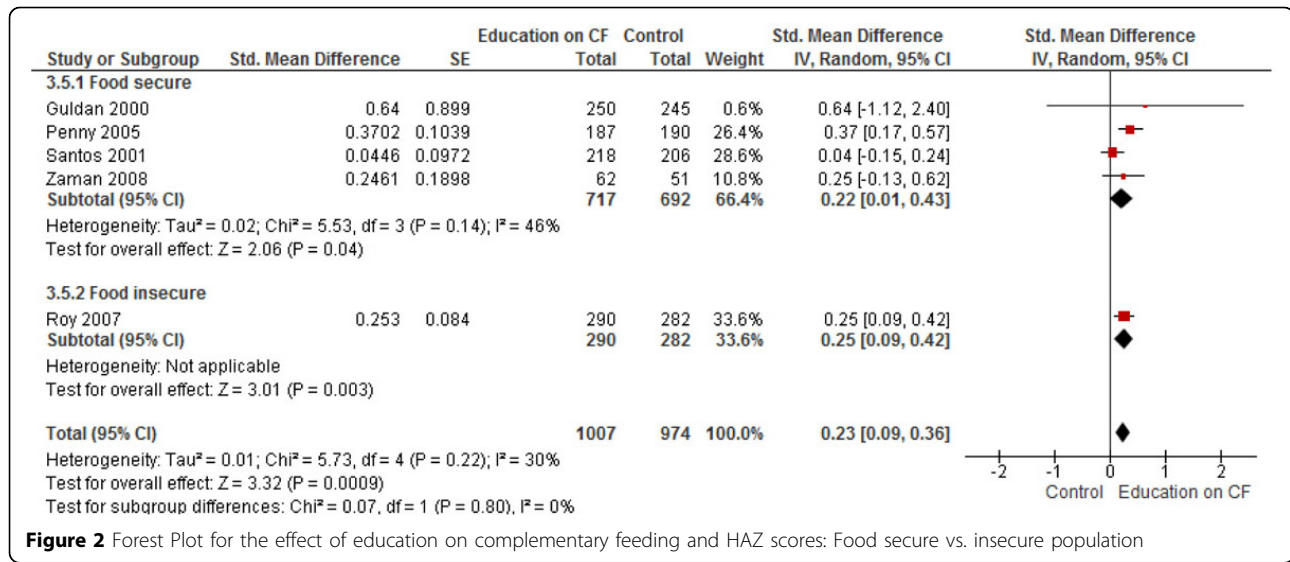 Education on CF Control Std. Mean Difference Std. Mean Difference
Study or Subgroup Std. Mean Difference SE Total Total Weight IV, Random, 95% CI IV, Random, 95% CI
3.5.1 Food secure
Guldan 2000 0.64 0.899 250 245 0.6% 0.64 [-1.12, 2.40]
Penny 2005 0.3702 0.1039 187 190 26.4% 0.37 [0.17, 0.57]
Santos 2001 0.0446 0.0972 218 206 28.6% 0.04 [-0.15, 0.24]
Zaman 2008 0.2461 0.1898 62 51 10.8% 0.25 [-0.13, 0.62]
Subtotal (95% CI) 717 692 66.4% 0.22 [0.01, 0.43]
Heterogeneity: Tau² = 0.02; Chi² = 5.53, df = 3 (P = 0.14); I² = 46%
Test for overall effect: Z = 2.06 (P = 0.04)
3.5.2 Food insecure
Roy 2007 0.253 0.084 290 282 33.6% 0.25 [0.09, 0.42]
Subtotal (95% CI) 290 282 33.6% 0.25 [0.09, 0.42]
Heterogeneity: Not applicable
Test for overall effect: Z = 3.01 (P = 0.003)
Total (95% CI) 1007 974 100.0% 0.23 [0.09, 0.36]
Heterogeneity: Tau² = 0.01; Chi² = 5.73, df = 4 (P = 0.22); I² = 30%
Test for overall effect: Z = 3.32 (P = 0.0009)
Test for subgroup differences: Chi² = 0.07, df = 1 (P = 0.80), I² = 0%
-2 -1 0 1 2
Control Education on CF
Figure 2 Forest Plot for the effect of education on complementary feeding and HAZ scores: Food secure vs. insecure population